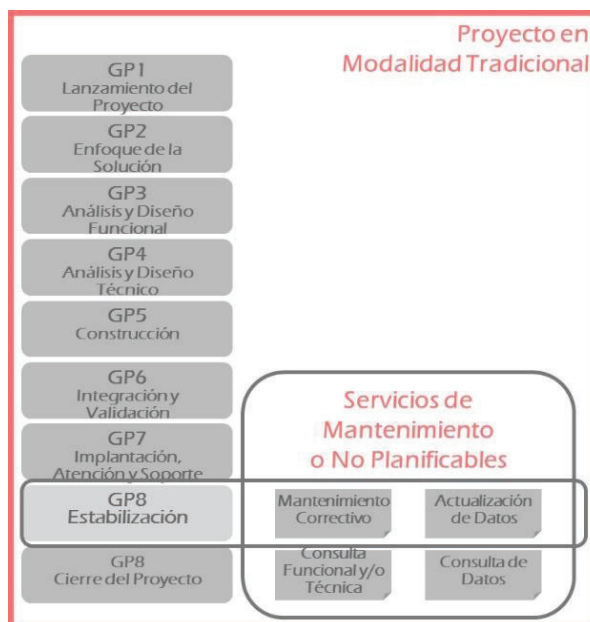 Proyecto en
Modalidad Tradicional
GP1
Lanzamiento del
Proyecto
GP2
Enfoque de la
Solución
GP3
Análisis y Diseño
Funcional
GP4
Análisis y Diseño
Técnico
GP5
Construcción
GP6
Integración y
Validación
GP7
Implantación,
Atención y Soporte
GP8
Estabilización
GP8
Cierre del Proyecto
Servicios de
Mantenimiento
o No Planificables
Mantenimiento
Correctivo
Actualización
de Datos
Consulta
Funcional y/o
Técnica
Consulta de
Datos